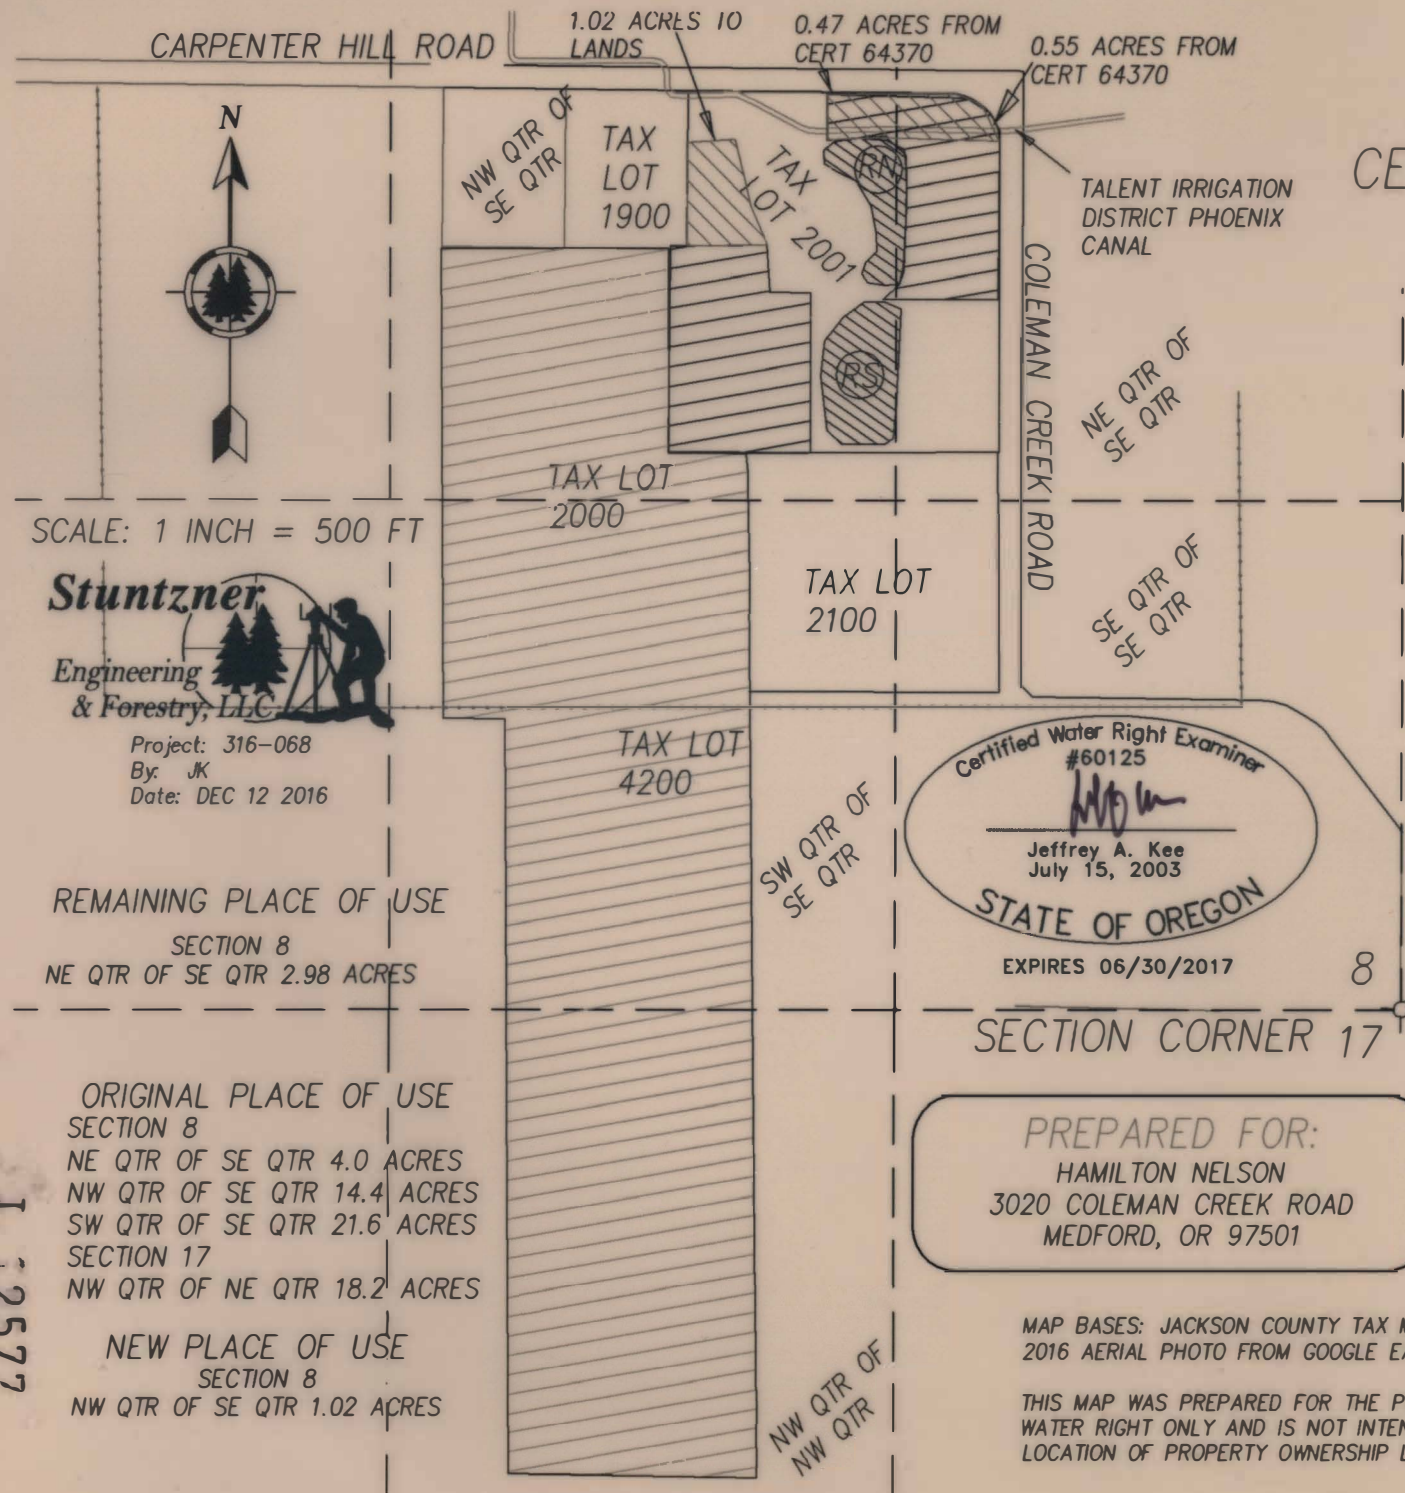 CARPENTER HILL ROAD
1.02 ACRES TO
LANDS
0.47 ACRES FROM
CERT 64370
0.55 ACRES FROM
CERT 64370
N
NW QTR OF
SE QTR
TAX
LOT
1900
TAX
LOT 2001
RN
RS
TALENT IRRIGATION
DISTRICT PHOENIX
CANAL
CE
COLEMAN CREEK ROAD
NE QTR OF
SE QTR
SCALE: 1 INCH = 500 FT
TAX LOT
2000
TAX LOT
2100
SE QTR OF
SE QTR
Stuntzner
Engineering
& Forestry, LLC
Project: 316-068
By: JK
Date: DEC 12 2016
TAX LOT
4200
SW QTR OF
SE QTR
Certified Water Right Examiner
#60125
Jeffrey A. Kee
July 15, 2003
STATE OF OREGON
EXPIRES 06/30/2017
REMAINING PLACE OF USE
SECTION 8
NE QTR OF SE QTR 2.98 ACRES
8
SECTION CORNER 17
ORIGINAL PLACE OF USE
SECTION 8
NE QTR OF SE QTR 4.0 ACRES
NW QTR OF SE QTR 14.4 ACRES
SW QTR OF SE QTR 21.6 ACRES
SECTION 17
NW QTR OF NE QTR 18.2 ACRES
NEW PLACE OF USE
SECTION 8
NW QTR OF SE QTR 1.02 ACRES
PREPARED FOR:
HAMILTON NELSON
3020 COLEMAN CREEK ROAD
MEDFORD, OR 97501
NW QTR OF
NW QTR
MAP BASES: JACKSON COUNTY TAX
2016 AERIAL PHOTO FROM GOOGLE
THIS MAP WAS PREPARED FOR THE
WATER RIGHT ONLY AND IS NOT
LOCATION OF PROPERTY OWNERSHIP
2577